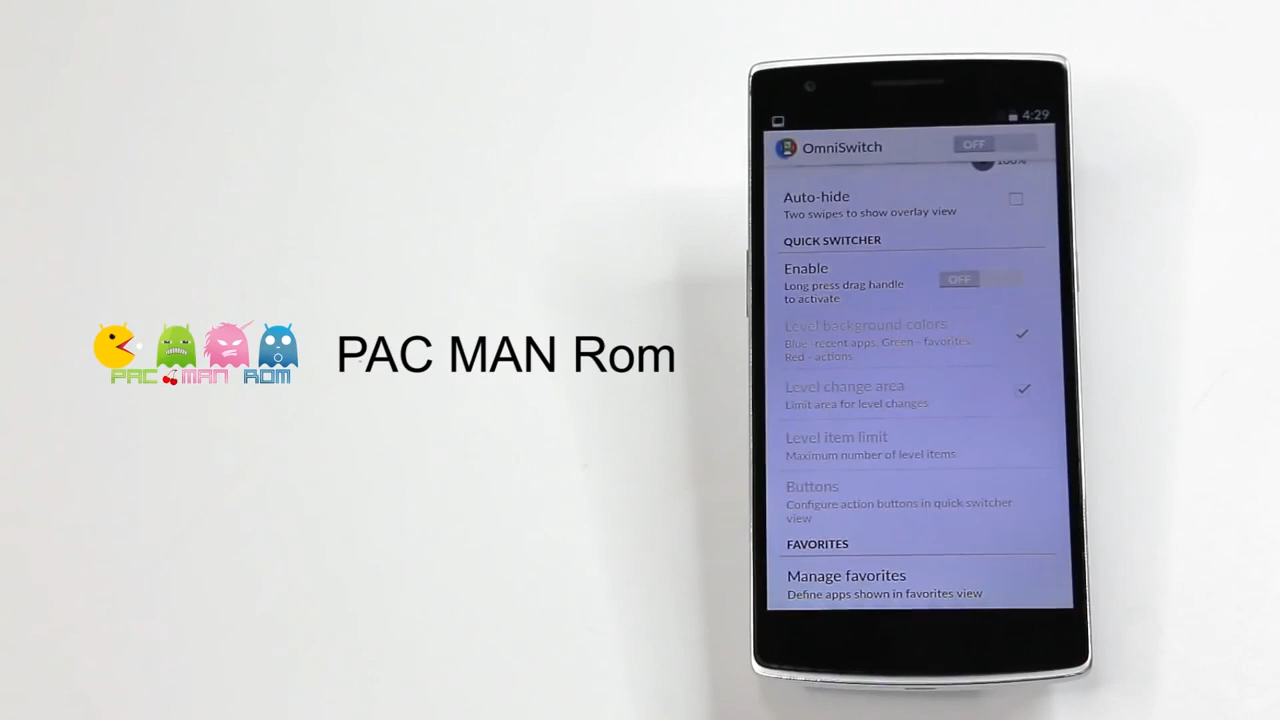 PAC MAN ROM
PAC MAN Rom
4:29
OmniSwitch
OFF
100%
Auto-hide
Two swipes to show overlay view
QUICK SWITCHER
Enable
OFF
Long press drag handle
to activate
Level background colors
Blue -recent apps, Green - favorites,
Red - actions
Level change area
Limit area for level changes
Level item limit
Maximum number of level items
Buttons
Configure action buttons in quick switcher
view
FAVORITES
Manage favorites
Define apps shown in favorites view